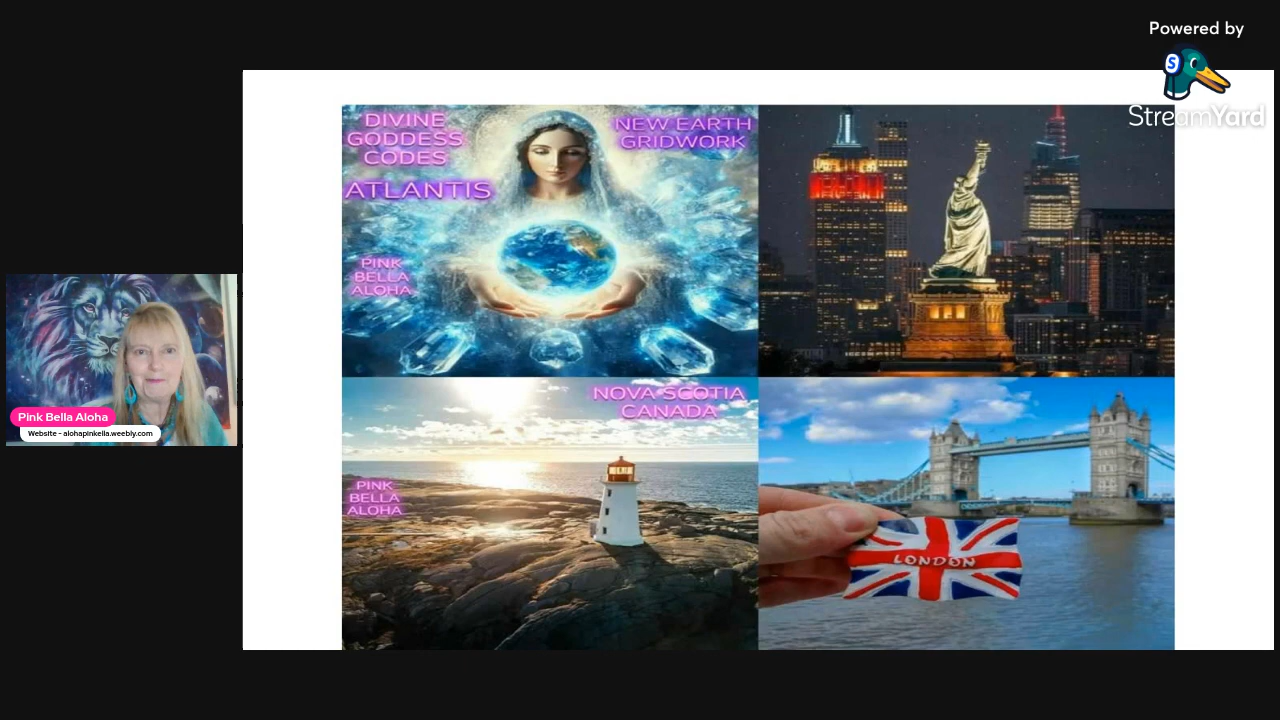 Powered by
S
StreamYard
DIVINE
GODDESS
CODES
ATLANTIS
NEW EARTH
GRIDWORK
PINK
BELLA
ALOHA
Pink Bella Aloha
Website - alohapinkella.weebly.com
NOVA SCOTIA
CANADA
PINK
BELLA
ALOHA
LONDON